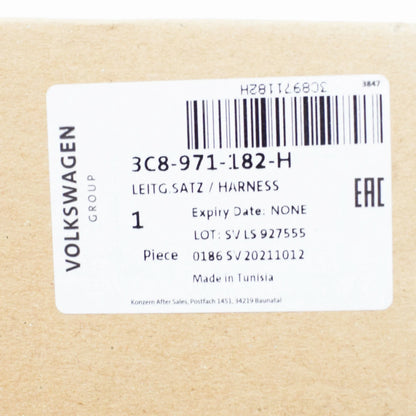 3C8971182H
3847
VOLKSWAGEN
GROUP
3C8-971-182-H
LEITG.SATZ / HARNESS
EAC
1
Expiry Date: NONE
LOT: SV LS 927555
Piece
0186 SV 20211012
Made in Tunisia
Konzern After Sales, Postfach 1451, 34219 Baunatal